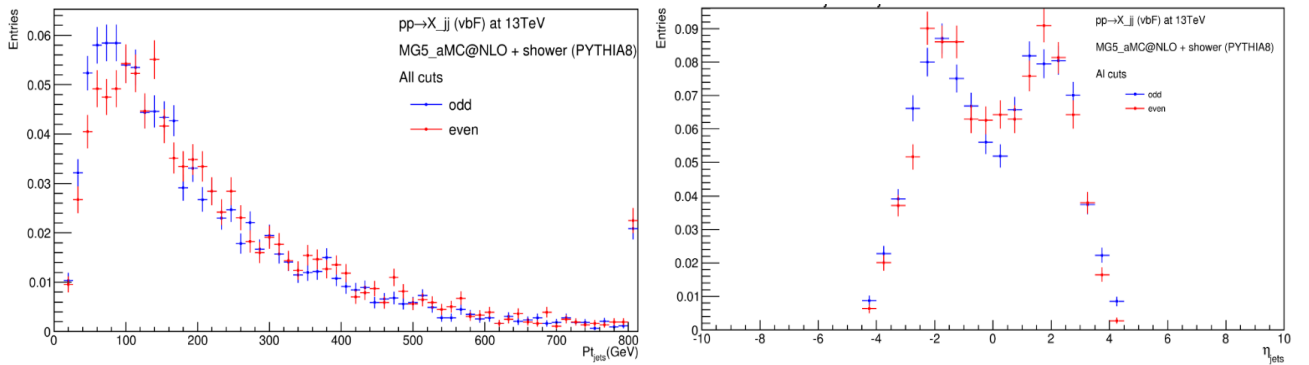 Entries
0.06
0.05
0.04
0.03
0.02
0.01
0
pp→X_jj (vbF) at 13TeV
MG5_aMC@NLO + shower (PYTHIA8)
All cuts
odd
even
0 100 200 300 400 500 600 700 800
Pt_jets(GeV)
Entries
0.09
0.08
0.07
0.06
0.05
0.04
0.03
0.02
0.01
0
pp→X_jj (vbF) at 13TeV
MG5_aMC@NLO + shower (PYTHIA8)
Al cuts
odd
even
-10 -8 -6 -4 -2 0 2 4 6 8 10
η_jets